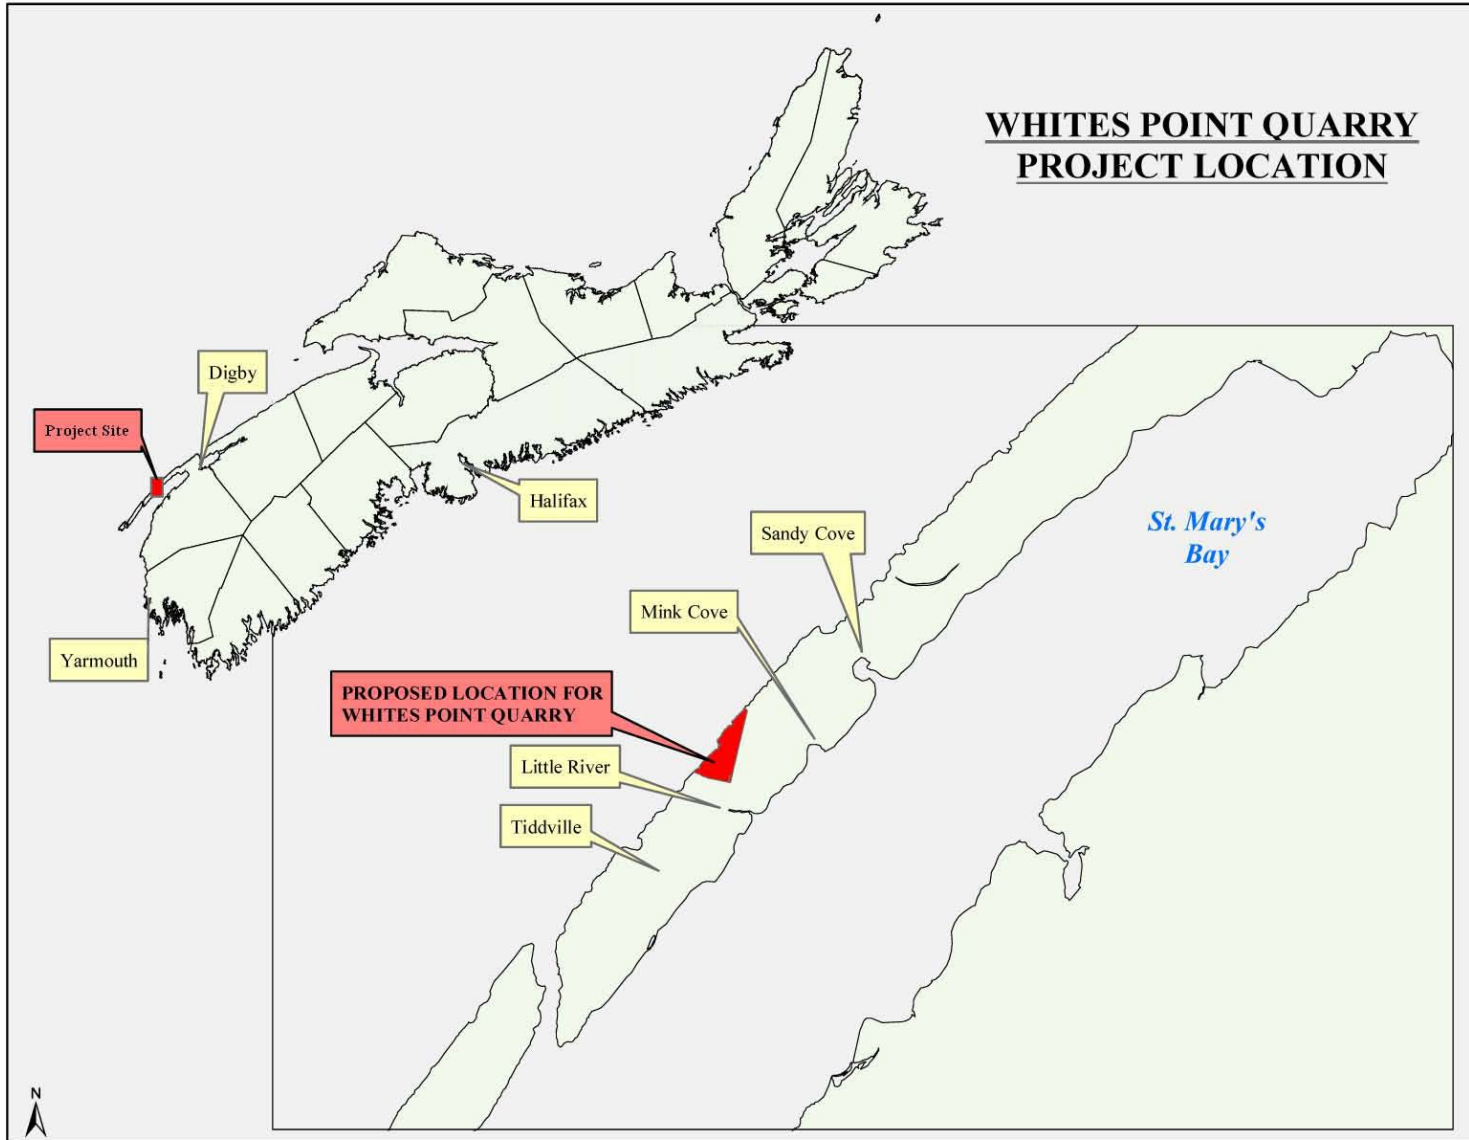 WHITES POINT QUARRY
PROJECT LOCATION
Digby
Project Site
Halifax
Yarmouth
St. Mary's
Bay
Sandy Cove
Mink Cove
PROPOSED LOCATION FOR
WHITES POINT QUARRY
Little River
Tiddville
N